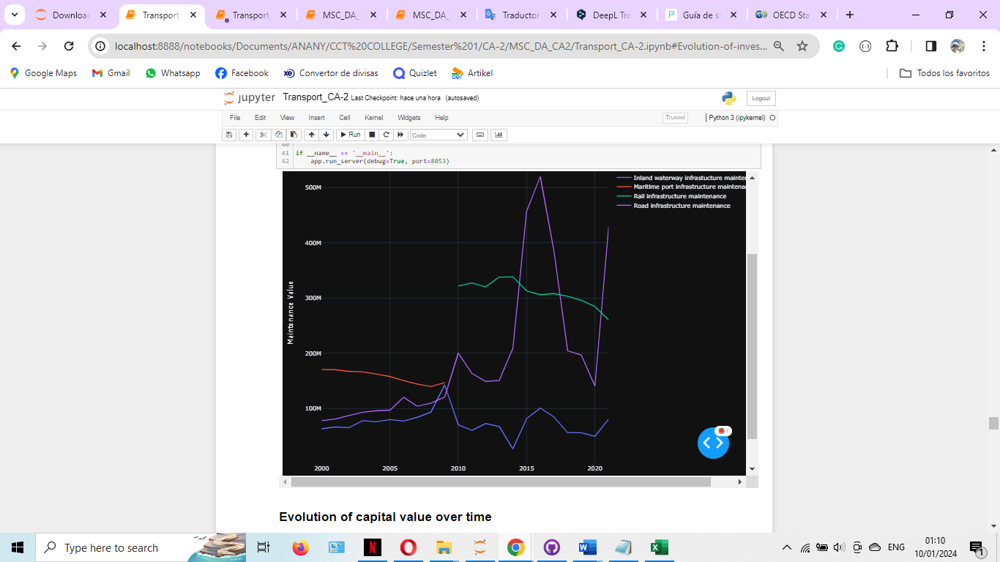 Downloac
Transport_
Transport_
MSC_DA_
MSC_DA_
Traductor
DeepL Tra
Guía de s
OECD Sta
localhost:8888/notebooks/Documents/ANANY/CCT%20COLLEGE/Semester%201/CA-2/MSC_DA_CA2/Transport_CA-2.ipynb#Evolution-of-inves...
Google Maps
Gmail
Whatsapp
Facebook
Convertor de divisas
Quizlet
Artikel
Todos los favoritos
jupyter Transport_CA-2 Last Checkpoint: hace una hora (autosaved)
Logout
File Edit View Insert Cell Kernel Widgets Help
Trusted
Python 3 (ipykernel)
Run
Code
40
41 if __name__ == '__main__':
42 app.run_server(debug=True, port=8053)
Inland waterway infrastucture mainte
Maritime port infrastructure maintena
Rail infrastructure maintenance
Road infrastructure maintenance
500M
400M
300M
200M
100M
Maintenance Value
2000 2005 2010 2015 2020
Evolution of capital value over time
Type here to search
ENG
01:10
10/01/2024
1